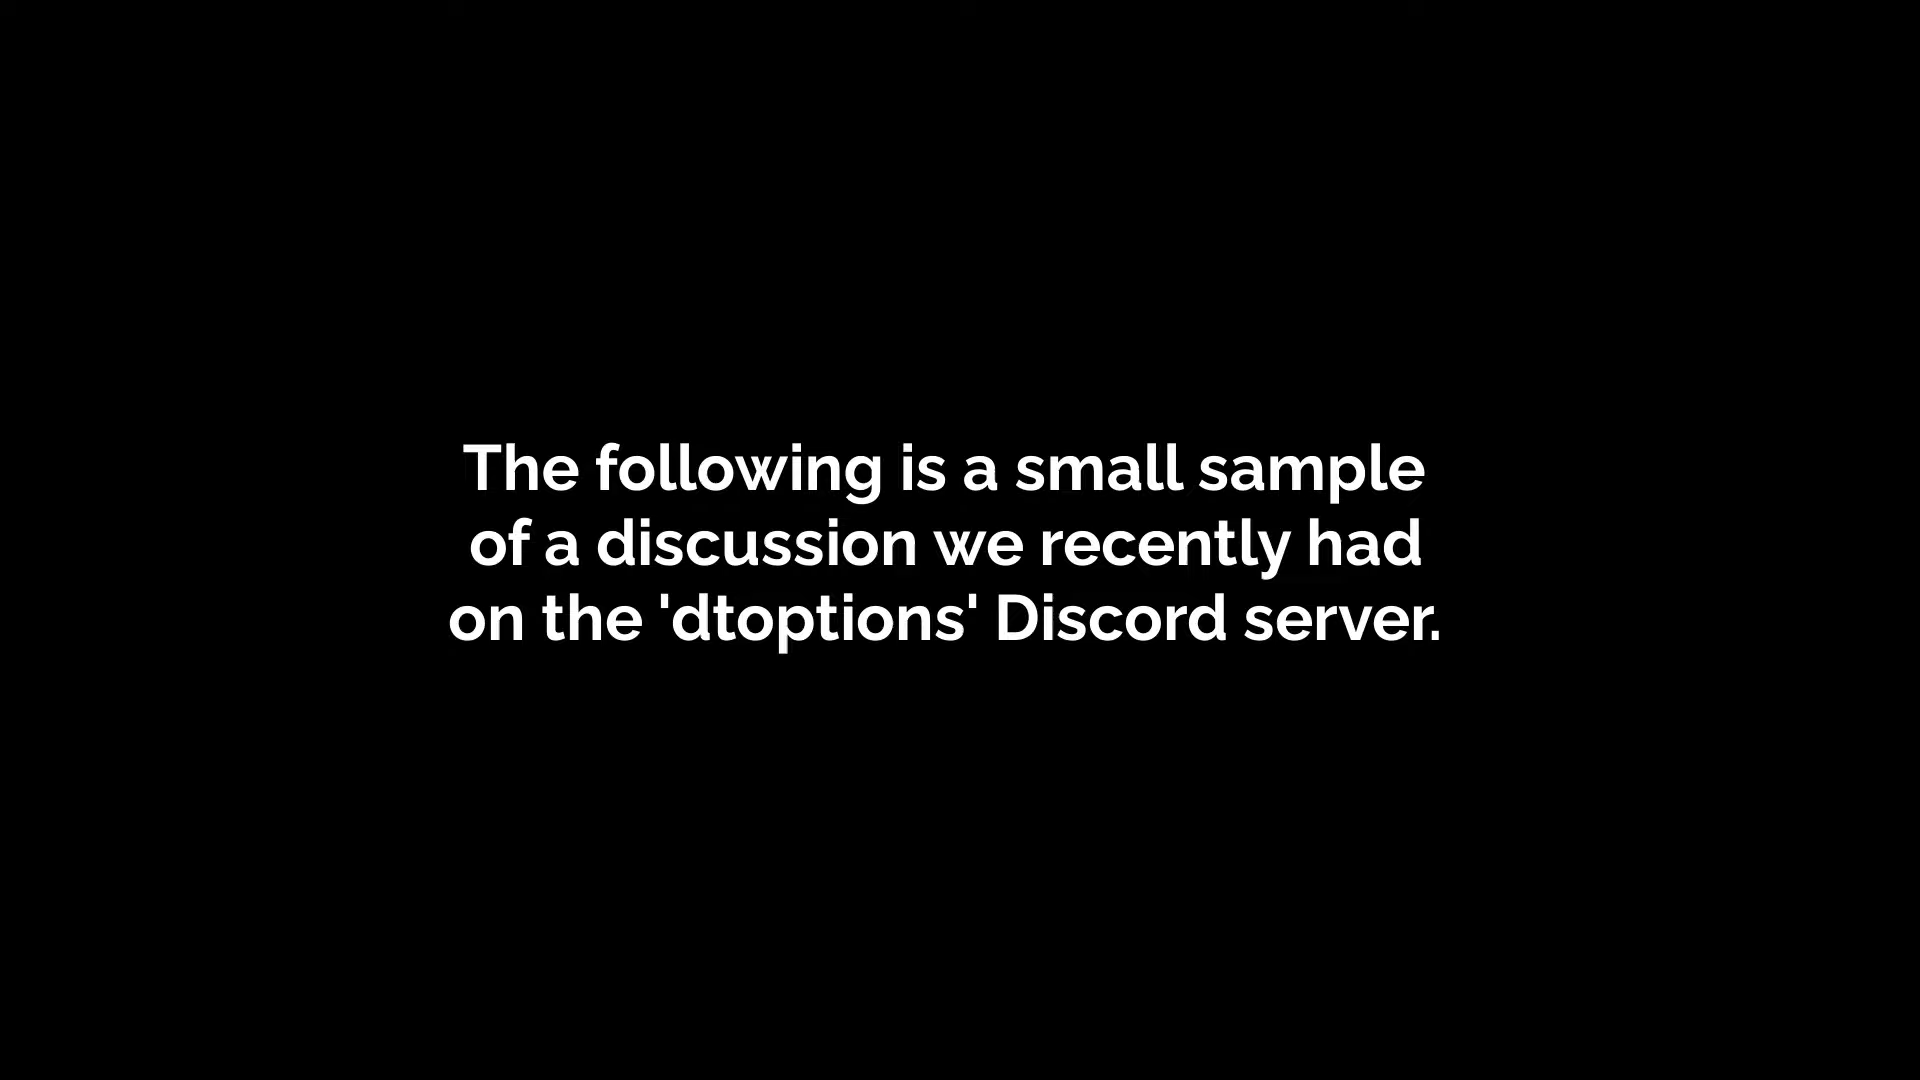 The following is a small sample
of a discussion we recently had
on the 'dtoptions' Discord server.